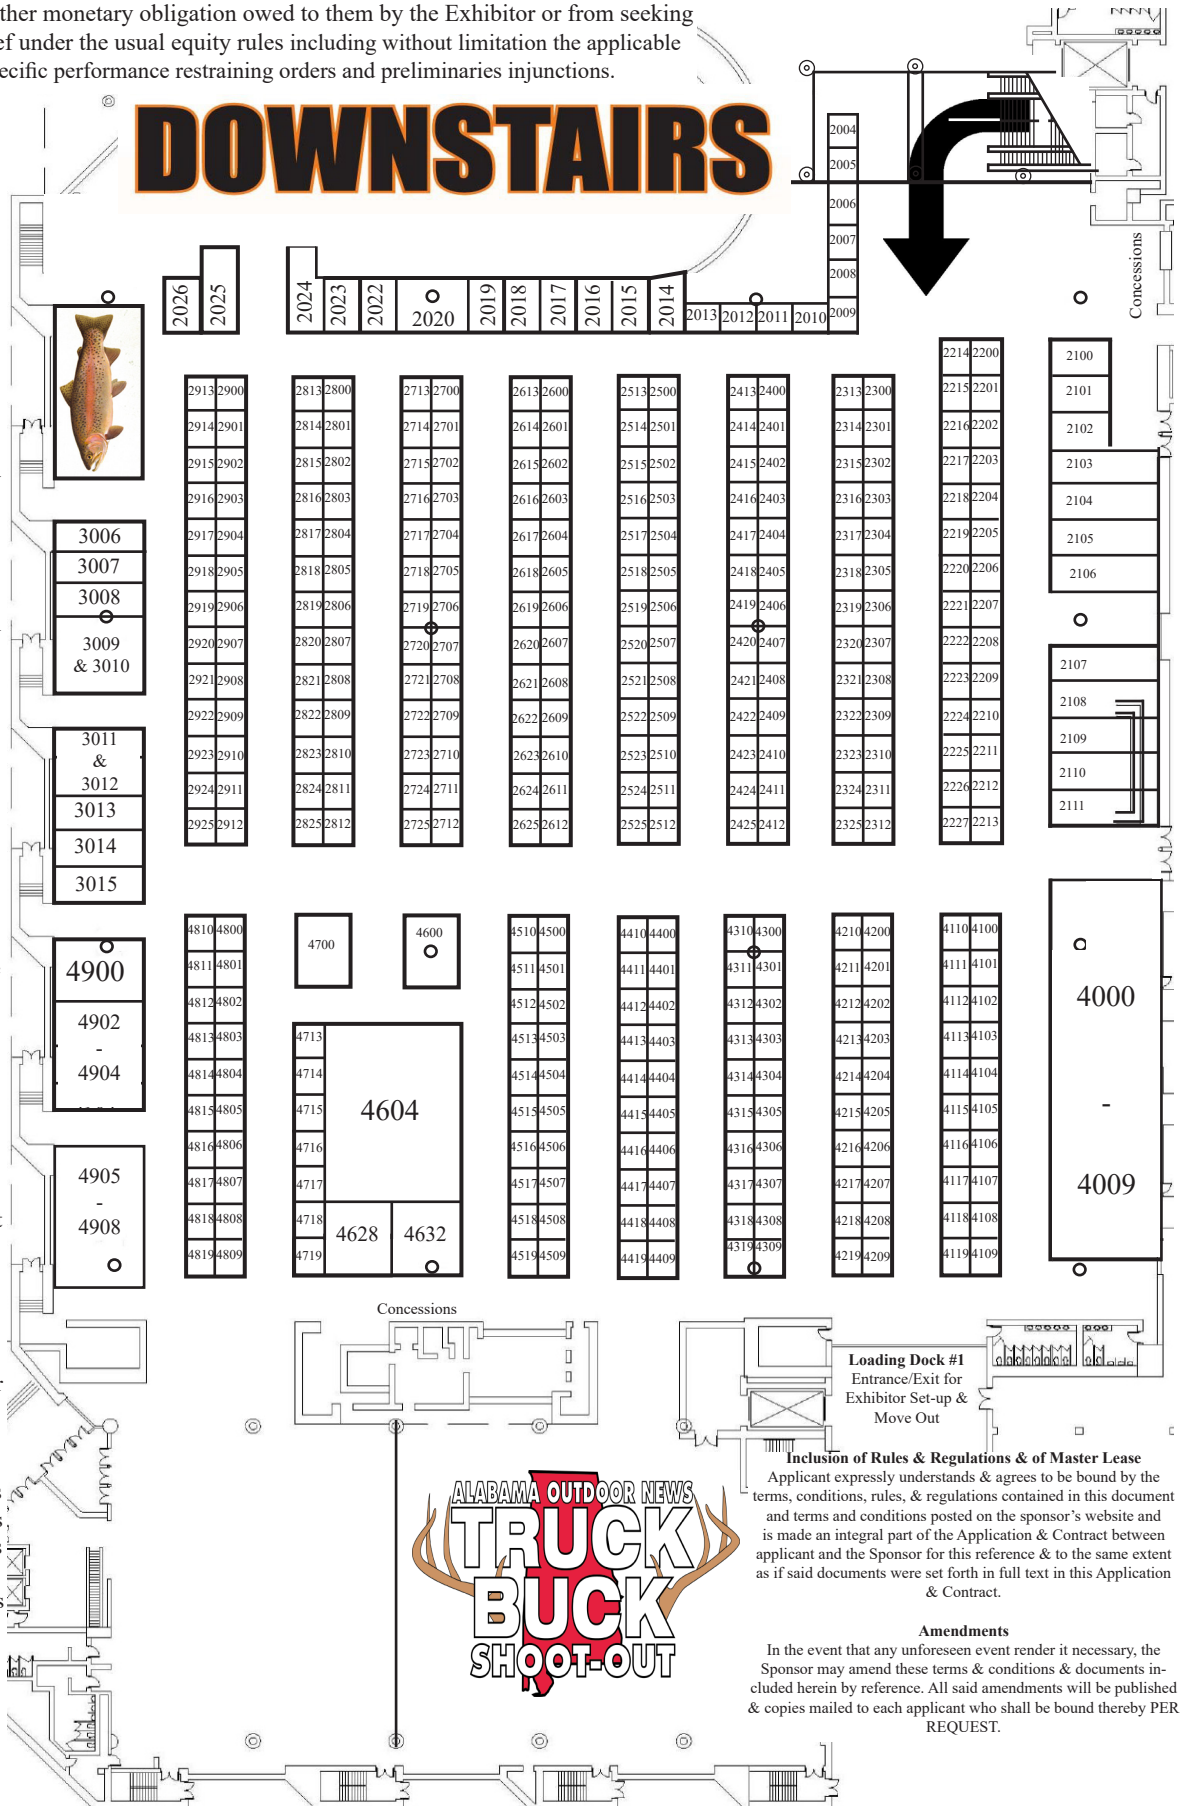 ther monetary obligation owed to them by the Exhibitor or from seeking
ef under the usual equity rules including without limitation the applicable
ecific performance restraining orders and preliminaries injunctions.
DOWNSTAIRS
2004
2005
2006
2007
2008
2009
Concessions
2026 2025 2024 2023 2022 2020 2019 2018 2017 2016 2015 2014 2013 2012 2011 2010
2214 2200 2100
2215 2201 2101
2216 2202 2102
2217 2203 2103
2218 2204 2104
2219 2205 2105
2220 2206 2106
2221 2207
2222 2208
2223 2209 2107
2224 2210 2108
2225 2211 2109
2226 2212 2110
2227 2213 2111
2913 2900 2813 2800 2713 2700 2613 2600 2513 2500 2413 2400 2313 2300
2914 2901 2814 2801 2714 2701 2614 2601 2514 2501 2414 2401 2314 2301
2915 2902 2815 2802 2715 2702 2615 2602 2515 2502 2415 2402 2315 2302
2916 2903 2816 2803 2716 2703 2616 2603 2516 2503 2416 2403 2316 2303
2917 2904 2817 2804 2717 2704 2617 2604 2517 2504 2417 2404 2317 2304
2918 2905 2818 2805 2718 2705 2618 2605 2518 2505 2418 2405 2318 2305
2919 2906 2819 2806 2719 2706 2619 2606 2519 2506 2419 2406 2319 2306
2920 2907 2820 2807 2720 2707 2620 2607 2520 2507 2420 2407 2320 2307
2921 2908 2821 2808 2721 2708 2621 2608 2521 2508 2421 2408 2321 2308
2922 2909 2822 2809 2722 2709 2622 2609 2522 2509 2422 2409 2322 2309
2923 2910 2823 2810 2723 2710 2623 2610 2523 2510 2423 2410 2323 2310
2924 2911 2824 2811 2724 2711 2624 2611 2524 2511 2424 2411 2324 2311
2925 2912 2825 2812 2725 2712 2625 2612 2525 2512 2425 2412 2325 2312
3006
3007
3008
3009
& 3010
3011
&
3012
3013
3014
3015
4900
4902
-
4904
4905
-
4908
4810 4800 4700 4600 4510 4500 4410 4400 4310 4300 4210 4200 4110 4100
4811 4801 4511 4501 4411 4401 4311 4301 4211 4201 4111 4101
4812 4802 4512 4502 4412 4402 4312 4302 4212 4202 4112 4102
4813 4803 4713 4513 4503 4413 4403 4313 4303 4213 4203 4113 4103
4814 4804 4714 4514 4504 4414 4404 4314 4304 4214 4204 4114 4104
4815 4805 4715 4604 4515 4505 4415 4405 4315 4305 4215 4205 4115 4105
4816 4806 4716 4516 4506 4416 4406 4316 4306 4216 4206 4116 4106
4817 4807 4717 4517 4507 4417 4407 4317 4307 4217 4207 4117 4107
4818 4808 4718 4628 4632 4518 4508 4418 4408 4318 4308 4218 4208 4118 4108
4819 4809 4719 4519 4509 4419 4409 4319 4309 4219 4209 4119 4109
4000
-
4009
Concessions
Loading Dock #1
Entrance/Exit for
Exhibitor Set-up &
Move Out
ALABAMA OUTDOOR NEWS
TRUCK
BUCK
SHOOT-OUT
Inclusion of Rules & Regulations & of Master Lease
Applicant expressly understands & agrees to be bound by the
terms, conditions, rules, & regulations contained in this document
and terms and conditions posted on the sponsor's website and
is made an integral part of the Application & Contract between
applicant and the Sponsor for this reference & to the same extent
as if said documents were set forth in full text in this Application
& Contract.
Amendments
In the event that any unforeseen event render it necessary, the
Sponsor may amend these terms & conditions & documents in-
cluded herein by reference. All said amendments will be published
& copies mailed to each applicant who shall be bound thereby PER
REQUEST.